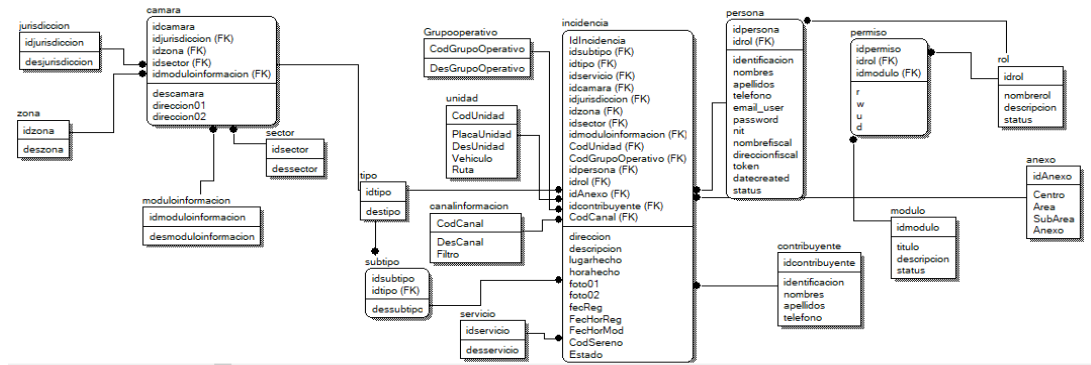 jurisdiccion
idjurisdiccion
desjurisdiccion
zona
idzona
deszona
camara
idcamara
idjurisdiccion (FK)
idzona (FK)
idsector (FK)
idmoduloinformacion (FK)
descamara
direccion01
direccion02
sector
idsector
dessector
moduloinformacion
idmoduloinformacion
desmoduloinformacion
tipo
idtipo
destipo
subtipo
idsubtipo
idtipo (FK)
dessubtipc
Grupooperativo
CodGrupoOperativo
DesGrupoOperativo
unidad
CodUnidad
PlacaUnidad
DesUnidad
Vehiculo
Ruta
canalinformacion
CodCanal
DesCanal
Filtro
servicio
idservicio
desservicio
incidencia
IdIncidencia
idsubtipo (FK)
idtipo (FK)
idservicio (FK)
idcamara (FK)
idjurisdiccion (FK)
idzona (FK)
idsector (FK)
idmoduloinformacion (FK)
CodUnidad (FK)
CodGrupoOperativo (FK)
idpersona (FK)
idrol (FK)
idAnexo (FK)
idcontribuyente (FK)
CodCanal (FK)
direccion
descripcion
lugarhecho
horahecho
foto01
foto02
fecReg
FecHorReg
FecHorMod
CodSereno
Estado
persona
idpersona
idrol (FK)
identificacion
nombres
apellidos
telefono
email_user
password
nit
nombrefiscal
direccionfiscal
token
datecreated
status
permiso
idpermiso
idrol (FK)
idmodulo (FK)
r
w
u
d
rol
idrol
nombrerol
descripcion
status
anexo
idAnexo
Centro
Area
SubArea
Anexo
modulo
idmodulo
titulo
descripcion
status
contribuyente
idcontribuyente
identificacion
nombres
apellidos
telefono